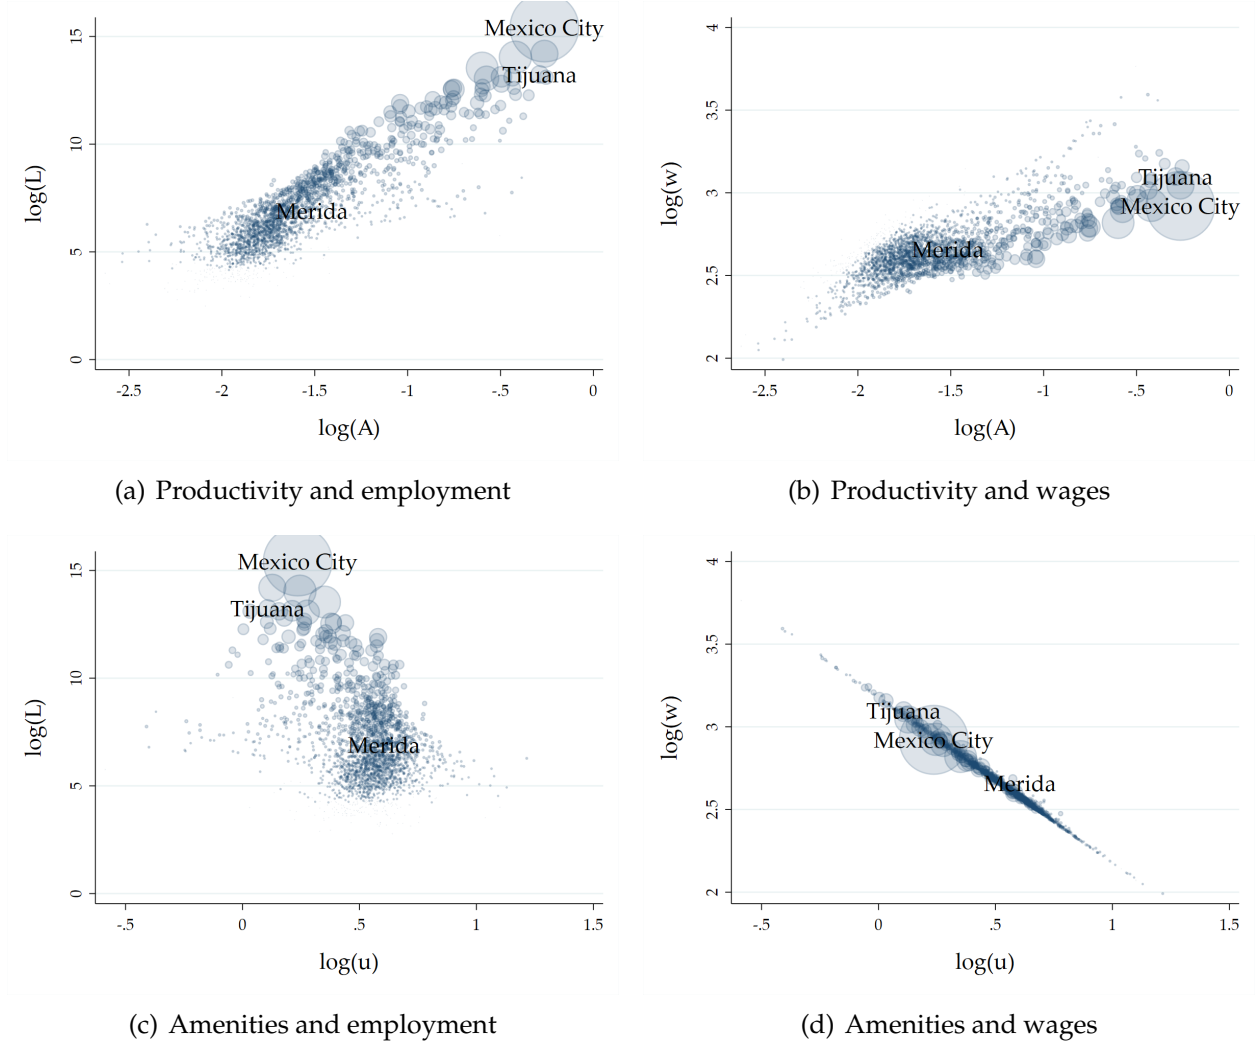 Mexico City
Tijuana
Merida
15
10
5
0
log(L)
-2.5 -2 -1.5 -1 -.5 0
log(A)
(a) Productivity and employment
4
3.5
3
2.5
2
log(w)
Tijuana
Mexico City
Merida
-2.5 -2 -1.5 -1 -.5 0
log(A)
(b) Productivity and wages
Mexico City
Tijuana
Merida
15
10
5
0
log(L)
-.5 0 .5 1 1.5
log(u)
(c) Amenities and employment
4
3.5
3
2.5
2
log(w)
Tijuana
Mexico City
Merida
-.5 0 .5 1 1.5
log(u)
(d) Amenities and wages